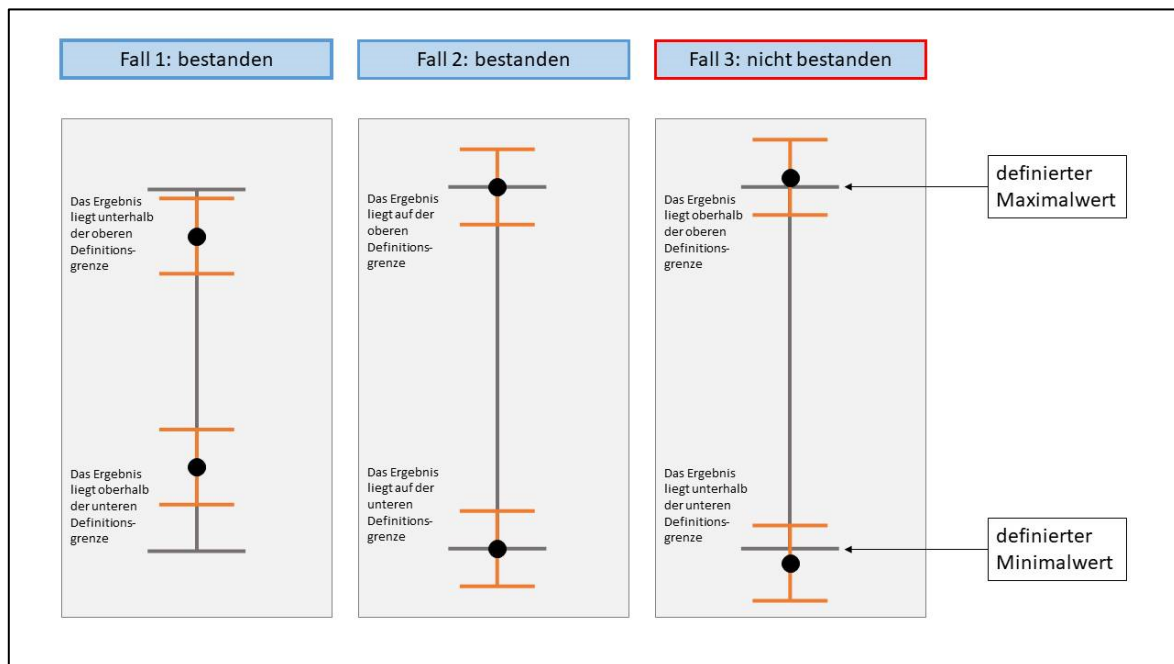 Fall 1: bestanden
Fall 2: bestanden
Fall 3: nicht bestanden
Das Ergebnis
liegt unterhalb
der oberen
Definitions-
grenze
Das Ergebnis
liegt auf der
oberen
Definitions-
grenze
Das Ergebnis
liegt oberhalb
der oberen
Definitions-
grenze
definierter
Maximalwert
Das Ergebnis
liegt oberhalb
der unteren
Definitions-
grenze
Das Ergebnis
liegt auf der
unteren
Definitions-
grenze
Das Ergebnis
liegt unterhalb
der unteren
Definitions-
grenze
definierter
Minimalwert